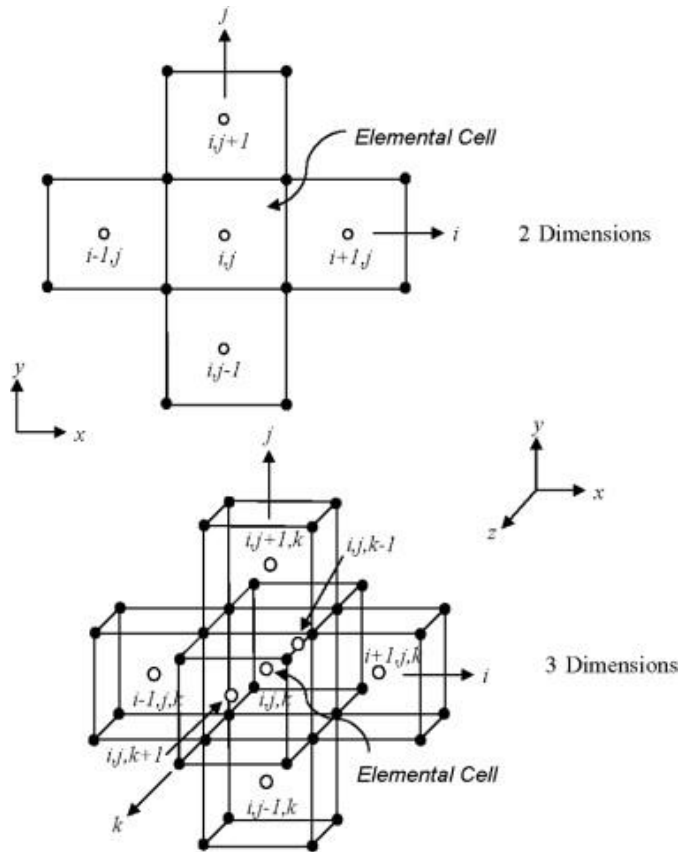 j
i,j+1
Elemental Cell
i-1,j
i,j
i+1,j
i
2 Dimensions
i,j-1
y
x
j
y
x
z
i,j+1,k
i,j,k-1
i+1,j,k
3 Dimensions
i
i-1,j,k
i,j,k
i,j,k+1
Elemental Cell
i,j-1,k
k